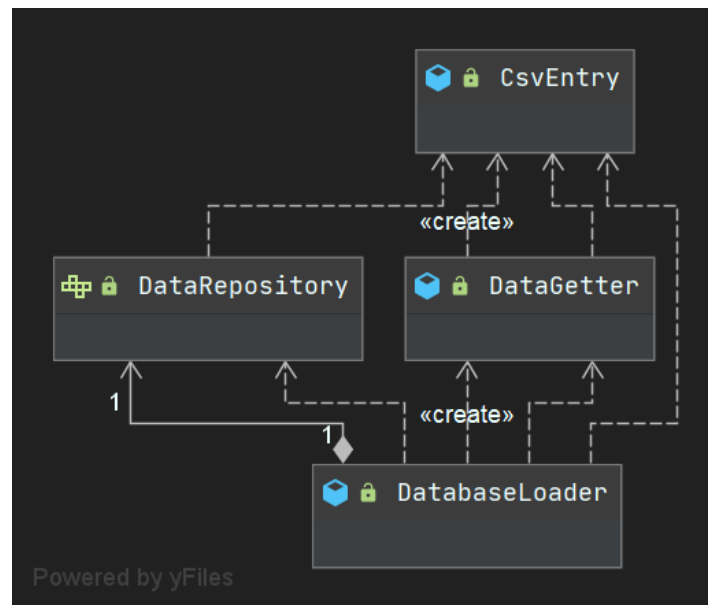 CsvEntry
«create»
DataRepository
DataGetter
1
«create»
1
DatabaseLoader
Powered by yFiles